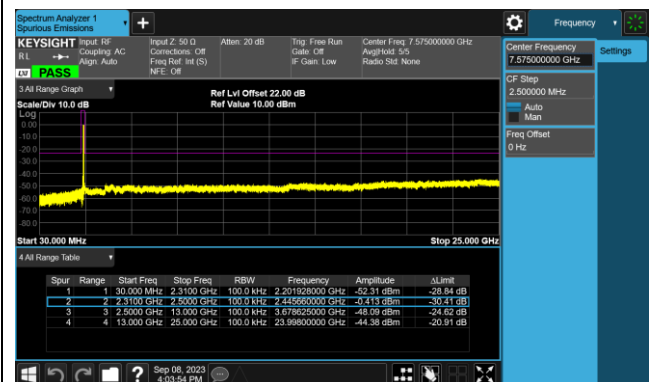 Spectrum Analyzer 1
Spurious Emissions
Frequency
KEYSIGHT
Input: RF
Coupling: AC
Align: Auto
Input Z: 50 Ω
Corrections: Off
Freq Ref: Int (S)
NFE: Off
Atten: 20 dB
Trig: Free Run
Gate: Off
IF Gain: Low
Center Freq: 7.575000000 GHz
Avg|Hold: 5/5
Radio Std: None
RL
LXI
PASS
Center Frequency
7.575000000 GHz
Settings
CF Step
2.500000 MHz
Auto
Man
Freq Offset
0 Hz
3 All Range Graph
Scale/Div 10.0 dB
Ref Lvl Offset 22.00 dB
Ref Value 10.00 dBm
Log
0.00
-10.0
-20.0
-30.0
-40.0
-50.0
-60.0
-70.0
-80.0
Start 30.000 MHz
Stop 25.000 GHz
4 All Range Table
Spur Range Start Freq Stop Freq RBW Frequency Amplitude ΔLimit
1 1 30.000 MHz 2.3100 GHz 100.0 kHz 2.201928000 GHz -52.31 dBm -28.84 dB
2 2 2.3100 GHz 2.5000 GHz 100.0 kHz 2.445660000 GHz -0.413 dBm -30.41 dB
3 3 2.5000 GHz 13.000 GHz 100.0 kHz 3.678625000 GHz -48.09 dBm -24.62 dB
4 4 13.000 GHz 25.000 GHz 100.0 kHz 23.99800000 GHz -44.38 dBm -20.91 dB
Sep 08, 2023
4:03:54 PM